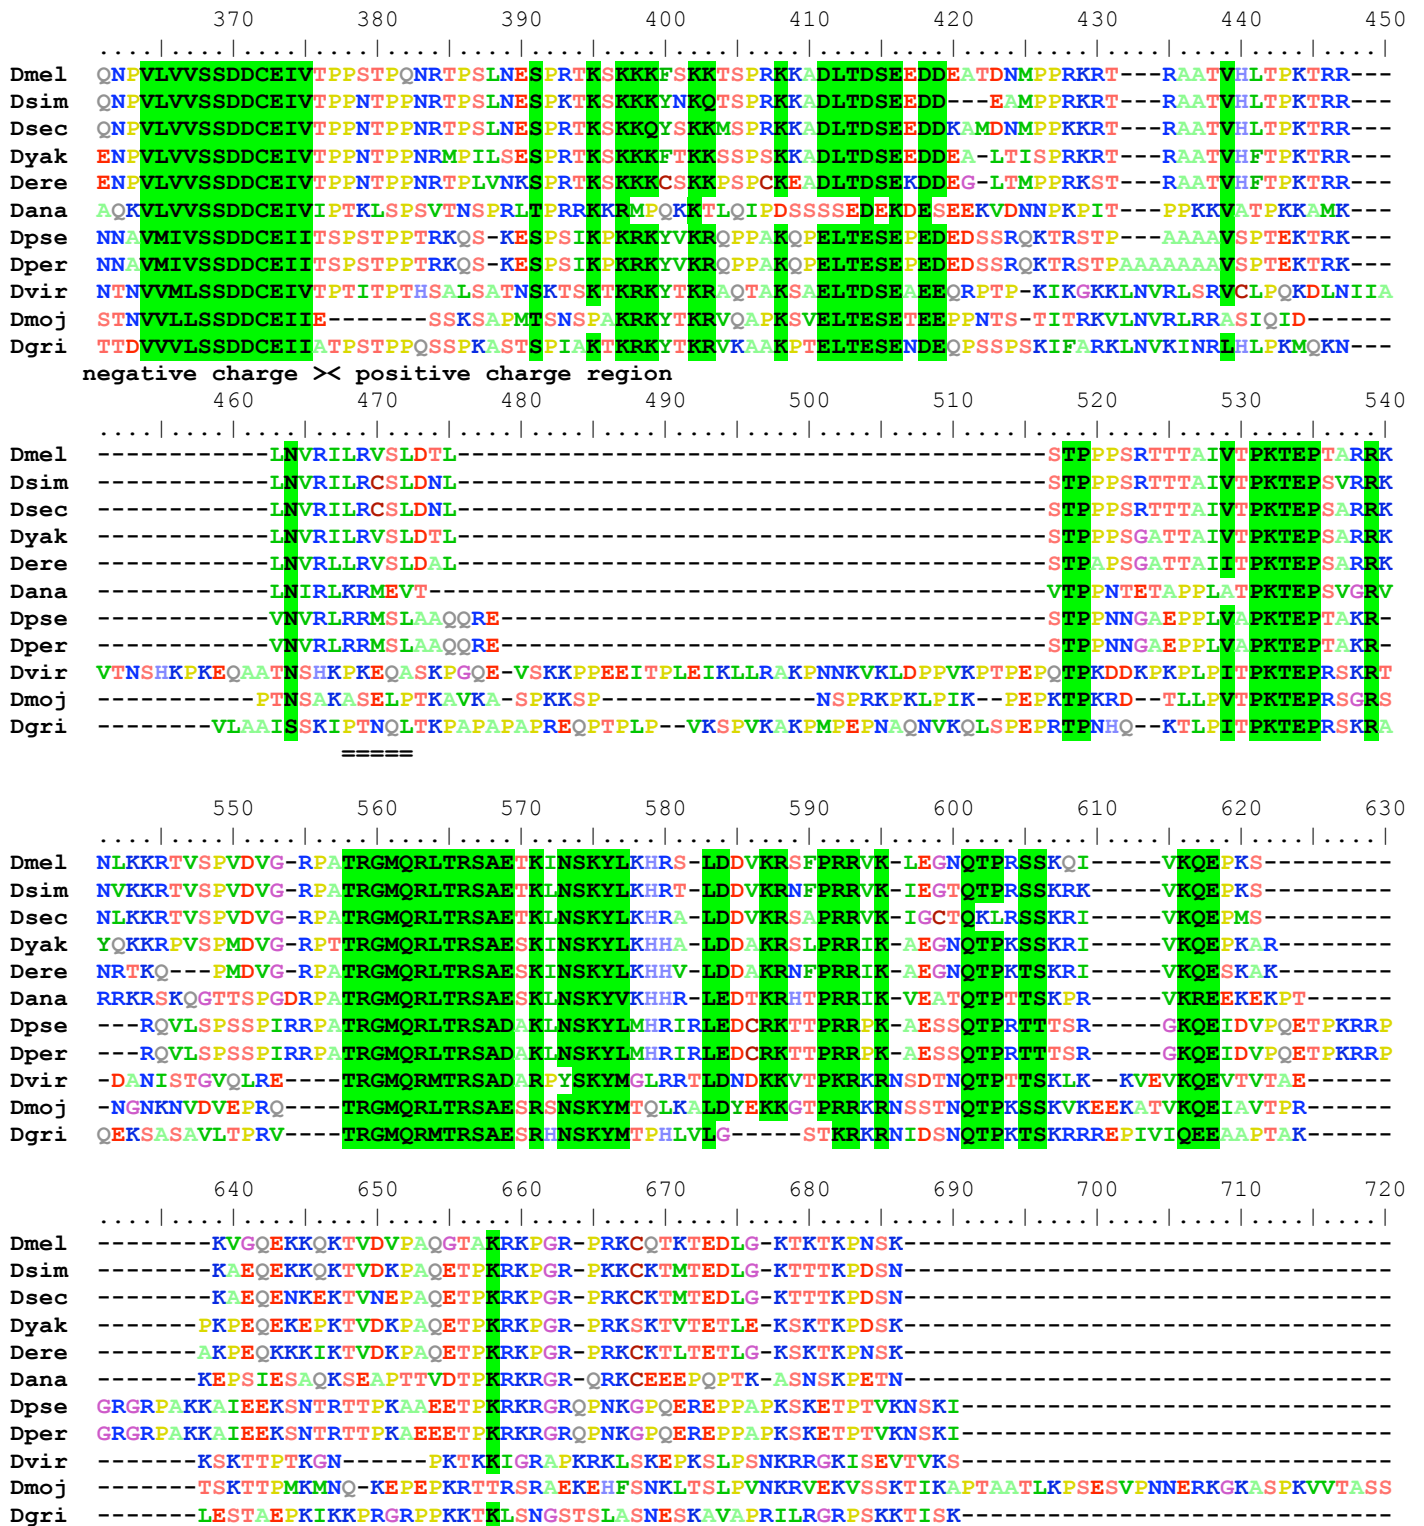 370 380 390 400 410 420 430 440 450
....|....|....|....|....|....|....|....|....|....|....|....|....|....|....|....|....|....|
Dmel QNPVLVVSSDDCEIVTPPSTPQNRTPSLNESPRTKSKKKFSKKTSPRKKADLTDSEEDDEATDNMPPRKRT---RAATVHLTPKTRR---
Dsim QNPVLVVSSDDCEIVTPPNTPPNRTPSLNESPKTKSKKKYNKQTSPRKKADLTDSEEDD---EAMPPRKRT---RAATVHLTPKTRR---
Dsec QNPVLVVSSDDCEIVTPPNTPPNRTPSLNESPRTKSKKQYSKKMSPRKKADLTDSEEDDKAMDNMPPKKRT---RAATVHLTPKTRR---
Dyak ENPVLVVSSDDCEIVTPPNTPPNRMPILSESPRTKSKKKFTKKSSPSKKADLTDSEEDDEA-LTISPRKRT---RAATVHFTPKTRR---
Dere ENPVLVVSSDDCEIVTPPNTPPNRTPLVNKSPRTKSKKKCSKKPSPCKEADLTDSEKDDEG-LTMPPRKST---RAATVHFTPKTRR---
Dana AQKVLVVSSDDCEIVIPTKLSPSVTNSPRLTPRRKKRMPQKKTLQIPDSSSSEDEKDESEEKVDNNPKPIT---PPKKVATPKKAMK---
Dpse NNAVMIVSSDDCEIITSPSTPPTRKQS-KESPSIKPKRKYVKRQPPAKQPELTESEPEDEDSSRQKTRSTP---AAAAVSPTEKTRK---
Dper NNAVMIVSSDDCEIITSPSTPPTRKQS-KESPSIKPKRKYVKRQPPAKQPELTESEPEDEDSSRQKTRSTPAAAAAAAVSPTEKTRK---
Dvir NTNVVMLSSDDCEIVTPTITPTHSALSATNSKTSKTKRKYTKRAQTAKSAELTDSEAEEQRPTP-KIKGKKLNVRLSRVCLPQKDLNIIA
Dmoj STNVVLLSSDDCEIIE-------SSKSAPMTSNSPAKRKYTKRVQAPKSVELTESETEEPPNTS-TITRKVLNVRLRRASIQID------
Dgri TTDVVVLSSDDCEIIATPSTPPQSSPKASTSPIAKTKRKYTKRVKAAKPTELTESENDEQPSSPSKIFARKLNVKINRLHLPKMQKN---
negative charge >< positive charge region
460 470 480 490 500 510 520 530 540
....|....|....|....|....|....|....|....|....|....|....|....|....|....|....|....|....|....|
Dmel ------------LNVRILRVSLDTL-----------------------------------------STPPPSRTTTAIVTPKTEPTARRK
Dsim ------------LNVRILRCSLDNL-----------------------------------------STPPPSRTTTAIVTPKTEPSVRRK
Dsec ------------LNVRILRCSLDNL-----------------------------------------STPPPSRTTTAIVTPKTEPSARRK
Dyak ------------LNVRILRVSLDTL-----------------------------------------STPPPSGATTAIVTPKTEPSARRK
Dere ------------LNVRLLRVSLDAL-----------------------------------------STPAPSGATTAIITPKTEPSARRK
Dana ------------LNIRLKRMEVT-------------------------------------------VTPPNTETAPPLATPKTEPSVGRV
Dpse ------------VNVRLRRMSLAAQQRE--------------------------------------STPPNNGAEPPLVAPKTEPTAKR-
Dper ------------VNVRLRRMSLAAQQRE--------------------------------------STPPNNGAEPPLVAPKTEPTAKR-
Dvir VTNSHKPKEQAATNSHKPKEQASKPGQE-VSKKPPEEITPLEIKLLRAKPNNKVKLDPPVKPTPEPQTPKDDKPKPLPITPKTEPRSKRT
Dmoj -----------PTNSAKASELPTKAVKA-SPKKSP---------------NSPRKPKLPIK--PEPKTPKRD--TLLPVTPKTEPRSGRS
Dgri --------VLAAISSKIPTNQLTKPAPAPAPREQPTPLP--VKSPVKAKPMPEPNAQNVKQLSPEPRTPNHQ--KTLPITPKTEPRSKRA
=====
550 560 570 580 590 600 610 620 630
....|....|....|....|....|....|....|....|....|....|....|....|....|....|....|....|....|....|
Dmel NLKKRTVSPVDVG-RPATRGMQRLTRSAETKINSKYLKHRS-LDDVKRSFPRRVK-LEGNQTPRSSKQI-----VKQEPKS---------
Dsim NVKKRTVSPVDVG-RPATRGMQRLTRSAETKLNSKYLKHRT-LDDVKRNFPRRVK-IEGTQTPRSSKRK-----VKQEPKS---------
Dsec NLKKRTVSPVDVG-RPATRGMQRLTRSAETKINSKYLKHRA-LDDVKRSAPRRVK-IGCTQKLRSSKRI-----VKQEPMS---------
Dyak YQKKRPVSPMDVG-RPTTRGMQRLTRSAESKINSKYLKHHA-LDDAKRSLPRRIK-AEGNQTPKSSKRI-----VKQEPKAR--------
Dere NRTKQ---PMDVG-RPATRGMQRLTRSAESKINSKYLKHHV-LDDAKRNFPRRIK-AEGNQTPKTSKRI-----VKQESKAK--------
Dana RRKRSKQGTTSPGDRPATRGMQRLTRSAESKLNSKYVKHHR-LEDTKRHTPRRIK-VEATQTPTTSKPR-----VKREEKEKPT------
Dpse ---RQVLSPSSPIRRPATRGMQRLTRSADAKLNSKYLMHRIRLEDCRKTTPRRPK-AESSQTPRTTTSR-----GKQEIDVPQETPKRRP
Dper ---RQVLSPSSPIRRPATRGMQRLTRSADAKLNSKYLMHRIRLEDCRKTTPRRPK-AESSQTPRTTTSR-----GKQEIDVPQETPKRRP
Dvir -DANISTGVQLRE----TRGMQRMTRSADARPYSKYMGLRRTLDNDKKVTPKRKRNSDTNQTPTTSKLK--KVEVKQEVTVTAE------
Dmoj -NGNKNVDVEPRQ----TRGMQRLTRSAESRSNSKYMTQLKALDYEKKGTPRRKRNSSTNQTPKSSKVKEEKATVKQEIAVTPR------
Dgri QEKSASAVLTPRV----TRGMQRMTRSAESRHNSKYMTPHLVLG-----STKRKRNIDSNQTPKTSKRRREPIVIQEEAAPTAK------
640 650 660 670 680 690 700 710 720
....|....|....|....|....|....|....|....|....|....|....|....|....|....|....|....|....|....|
Dmel --------KVGQEKKQKTVDVPAQGTAKRKPGR-PRKCQTKTEDLG-KTKTKPNSK----------------------------------
Dsim --------KAEQEKKQKTVDKPAQETPKRKPGR-PKKCKTMTEDLG-KTTTKPDSN----------------------------------
Dsec --------KAEQENKEKTVNEPAQETPKRKPGR-PRKCKTMTEDLG-KTTTKPDSN----------------------------------
Dyak -------PKPEQEKEPKTVDKPAQETPKRKPGR-PRKSKTVTETLE-KSKTKPDSK----------------------------------
Dere -------AKPEQKKKIKTVDKPAQETPKRKPGR-PRKCKTLTETLG-KSKTKPNSK----------------------------------
Dana -------KEPSIESAQKSEAPTTVDTPKRKRGR-QRKCEEEPQPTK-ASNSKPETN----------------------------------
Dpse GRGRPAKKAIEEKSNTRTTPKAAEETPKRKRGRQPNKGPQEREPPAPKSKETPTVKNSKI------------------------------
Dper GRGRPAKKAIEEKSNTRTTPKAEEETPKRKRGRQPNKGPQEREPPAPKSKETPTVKNSKI------------------------------
Dvir -------KSKTTPTKGN------PKTKKIGRAPKRKLSKEPKSLPSNKRRGKISEVTVKS------------------------------
Dmoj -------TSKTTPMKMNQ-KEPEPKRTTRSRAEKEHFSNKLTSLPVNKRVEKVSSKTIKAPTAATLKPSESVPNNERKGKASPKVVTASS
Dgri -------LESTAEPKIKKPRGRPPKKTKLSNGSTSLASNESKAVAPRILRGRPSKKTISK------------------------------